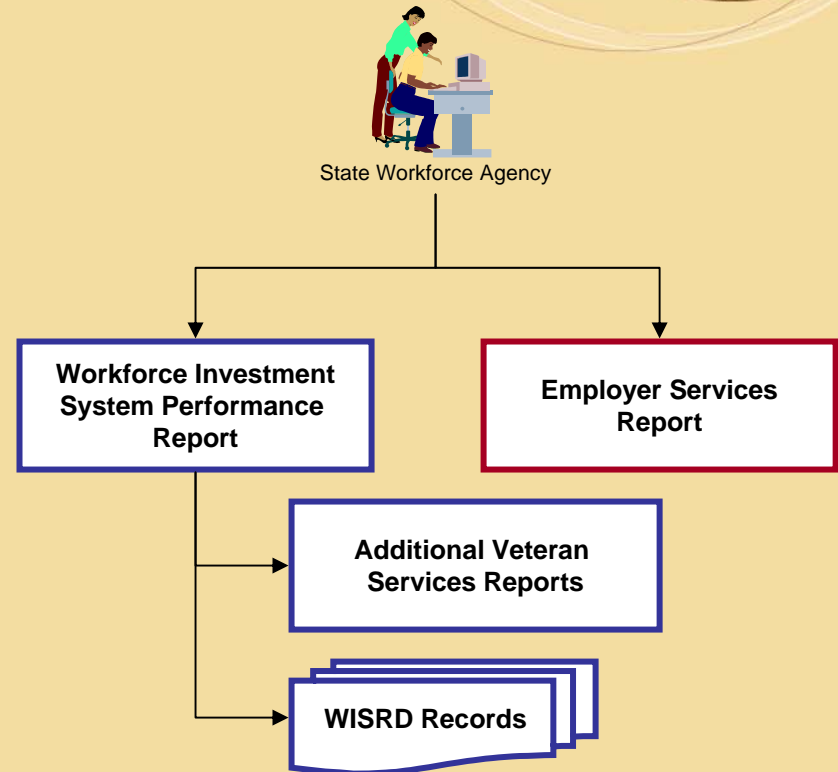 State Workforce Agency
Workforce Investment
System Performance
Report
Employer Services
Report
Additional Veteran
Services Reports
WISRD Records